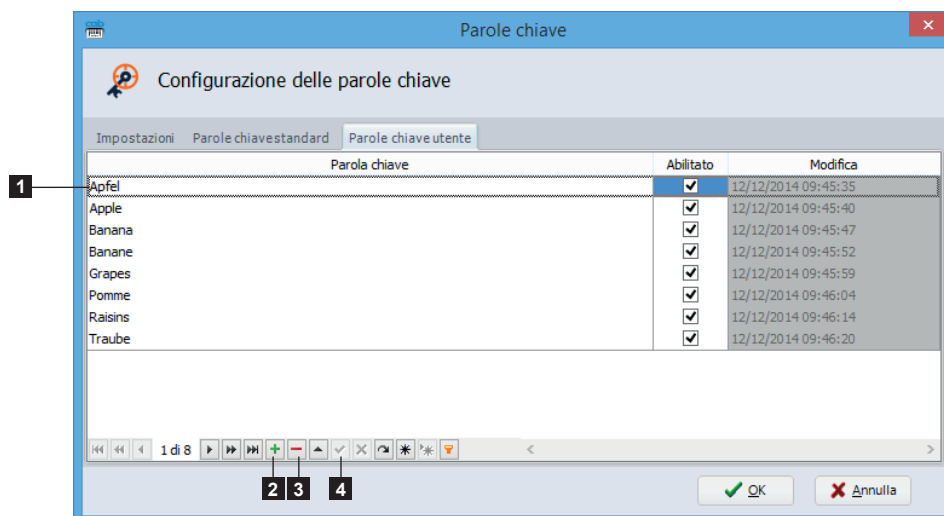 cab
Parole chiave
Configurazione delle parole chiave
Impostazioni Parole chiave standard Parole chiave utente
Parola chiave Abilitato Modifica
1
Apfel 12/12/2014 09:45:35
Apple 12/12/2014 09:45:40
Banana 12/12/2014 09:45:47
Banane 12/12/2014 09:45:52
Grapes 12/12/2014 09:45:59
Pomme 12/12/2014 09:46:04
Raisins 12/12/2014 09:46:14
Traube 12/12/2014 09:46:20
1 di 8
2 3 4
OK Annulla